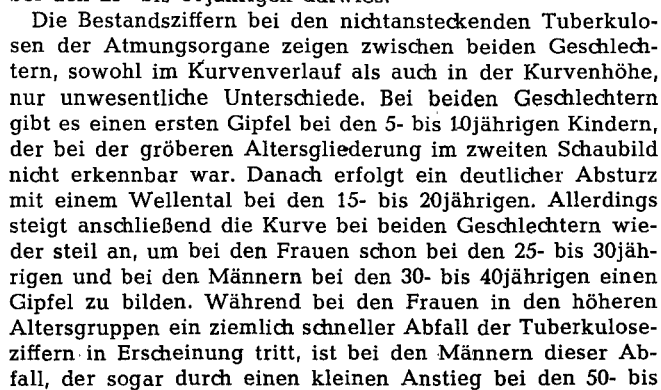 Die Bestandsziffern bei den nichtansteckenden Tuberkulo-
sen der Atmungsorgane zeigen zwischen beiden Geschlech-
tern, sowohl im Kurvenverlauf als auch in der Kurvenhöhe,
nur unwesentliche Unterschiede. Bei beiden Geschlechtern
gibt es einen ersten Gipfel bei den 5- bis 10jährigen Kindern,
der bei der gröberen Altersgliederung im zweiten Schaubild
nicht erkennbar war. Danach erfolgt ein deutlicher Absturz
mit einem Wellental bei den 15- bis 20jährigen. Allerdings
steigt anschließend die Kurve bei beiden Geschlechtern wie-
der steil an, um bei den Frauen schon bei den 25- bis 30jäh-
rigen und bei den Männern bei den 30- bis 40jährigen einen
Gipfel zu bilden. Während bei den Frauen in den höheren
Altersgruppen ein ziemlich schneller Abfall der Tuberkulose-
ziffern in Erscheinung tritt, ist bei den Männern dieser Ab-
fall, der sogar durch einen kleinen Anstieg bei den 50- bis